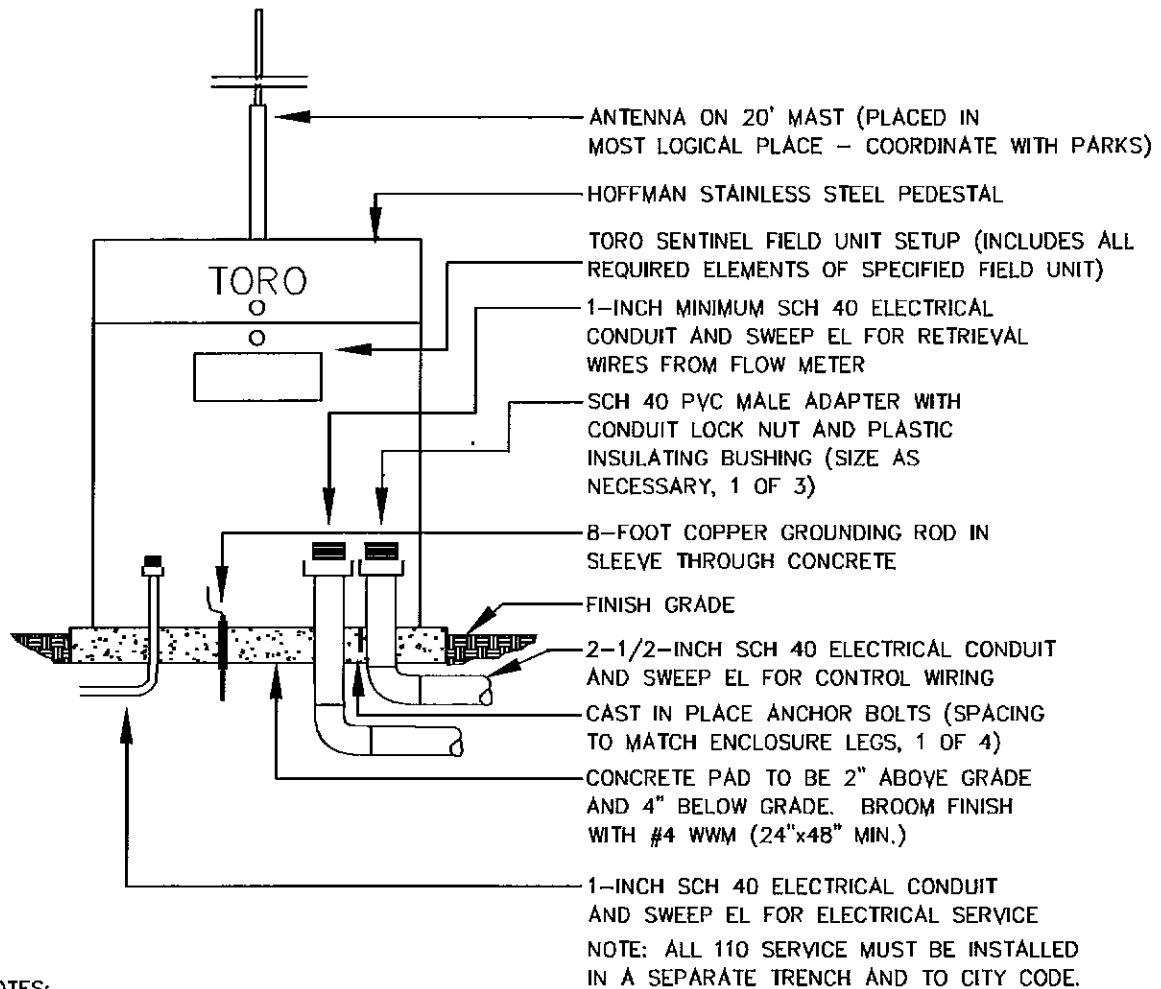 ANTENNA ON 20' MAST (PLACED IN
MOST LOGICAL PLACE – COORDINATE WITH PARKS)
HOFFMAN STAINLESS STEEL PEDESTAL
TORO SENTINEL FIELD UNIT SETUP (INCLUDES ALL
REQUIRED ELEMENTS OF SPECIFIED FIELD UNIT)
TORO
1–INCH MINIMUM SCH 40 ELECTRICAL
CONDUIT AND SWEEP EL FOR RETRIEVAL
WIRES FROM FLOW METER
SCH 40 PVC MALE ADAPTER WITH
CONDUIT LOCK NUT AND PLASTIC
INSULATING BUSHING (SIZE AS
NECESSARY, 1 OF 3)
8–FOOT COPPER GROUNDING ROD IN
SLEEVE THROUGH CONCRETE
FINISH GRADE
2–1/2–INCH SCH 40 ELECTRICAL CONDUIT
AND SWEEP EL FOR CONTROL WIRING
CAST IN PLACE ANCHOR BOLTS (SPACING
TO MATCH ENCLOSURE LEGS, 1 OF 4)
CONCRETE PAD TO BE 2" ABOVE GRADE
AND 4" BELOW GRADE. BROOM FINISH
WITH #4 WWM (24"x48" MIN.)
1–INCH SCH 40 ELECTRICAL CONDUIT
AND SWEEP EL FOR ELECTRICAL SERVICE
NOTE: ALL 110 SERVICE MUST BE INSTALLED
IN A SEPARATE TRENCH AND TO CITY CODE.